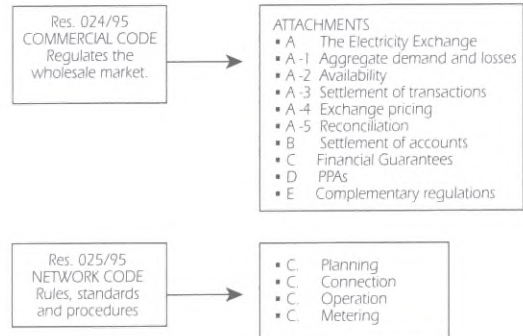 Res. 024/95
COMMERCIAL CODE
Regulates the
wholesale market.
ATTACHMENTS
▪ A The Electricity Exchange
▪ A -1 Aggregate demand and losses
▪ A -2 Availability
▪ A -3 Settlement of transactions
▪ A -4 Exchange pricing
▪ A -5 Reconciliation
▪ B Settlement of accounts
▪ C Financial Guarantees
▪ D PPAs
▪ E Complementary regulations
Res. 025/95
NETWORK CODE
Rules, standards
and procedures
▪ C. Planning
▪ C. Connection
▪ C. Operation
▪ C. Metering